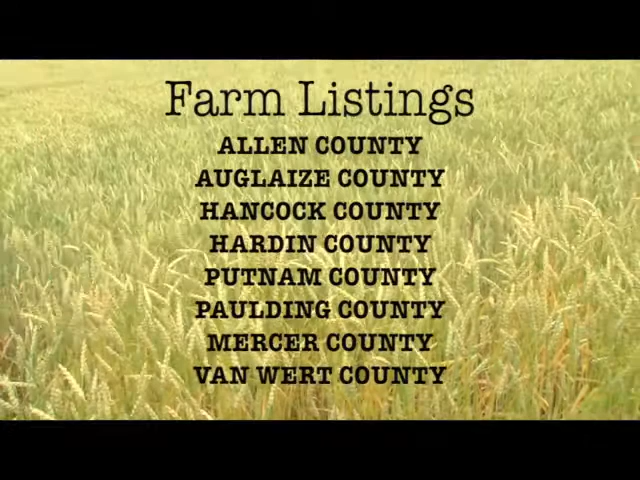 Farm Listings
ALLEN COUNTY
AUGLAIZE COUNTY
HANCOCK COUNTY
HARDIN COUNTY
PUTNAM COUNTY
PAULDING COUNTY
MERCER COUNTY
VAN WERT COUNTY